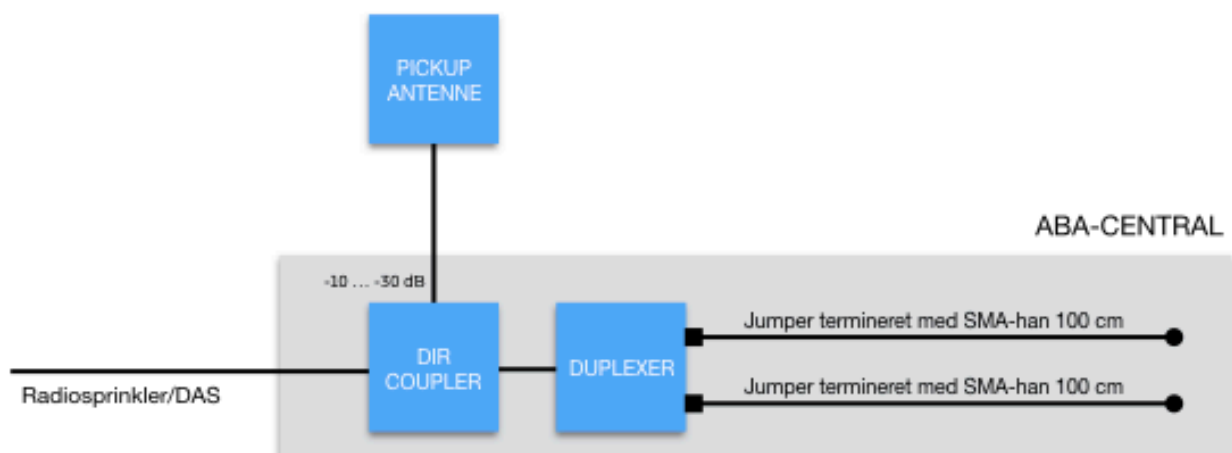 PICKUP
ANTENNE
ABA-CENTRAL
-10 ... -30 dB
Jumper termineret med SMA-han 100 cm
DIR
COUPLER
DUPLEXER
Radiosprinkler/DAS
Jumper termineret med SMA-han 100 cm